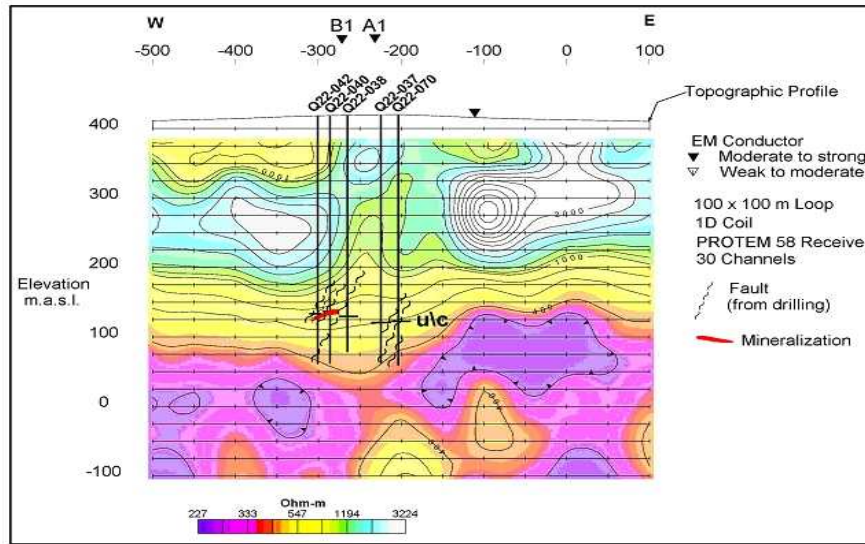 W B1 A1 E
-500 -400 -300 -200 -100 0 100
Q22-042
Q22-040
Q22-038
Q22-037
Q22-070
Topographic Profile
400
300
200
100
0
-100
Elevation
m.a.s.l.
1000
2000
1000
400
400
u\c
EM Conductor
Moderate to strong
Weak to moderate
100 x 100 m Loop
1D Coil
PROTEM 58 Receive
30 Channels
Fault
(from drilling)
Mineralization
Ohm-m
227 333 547 1194 3224